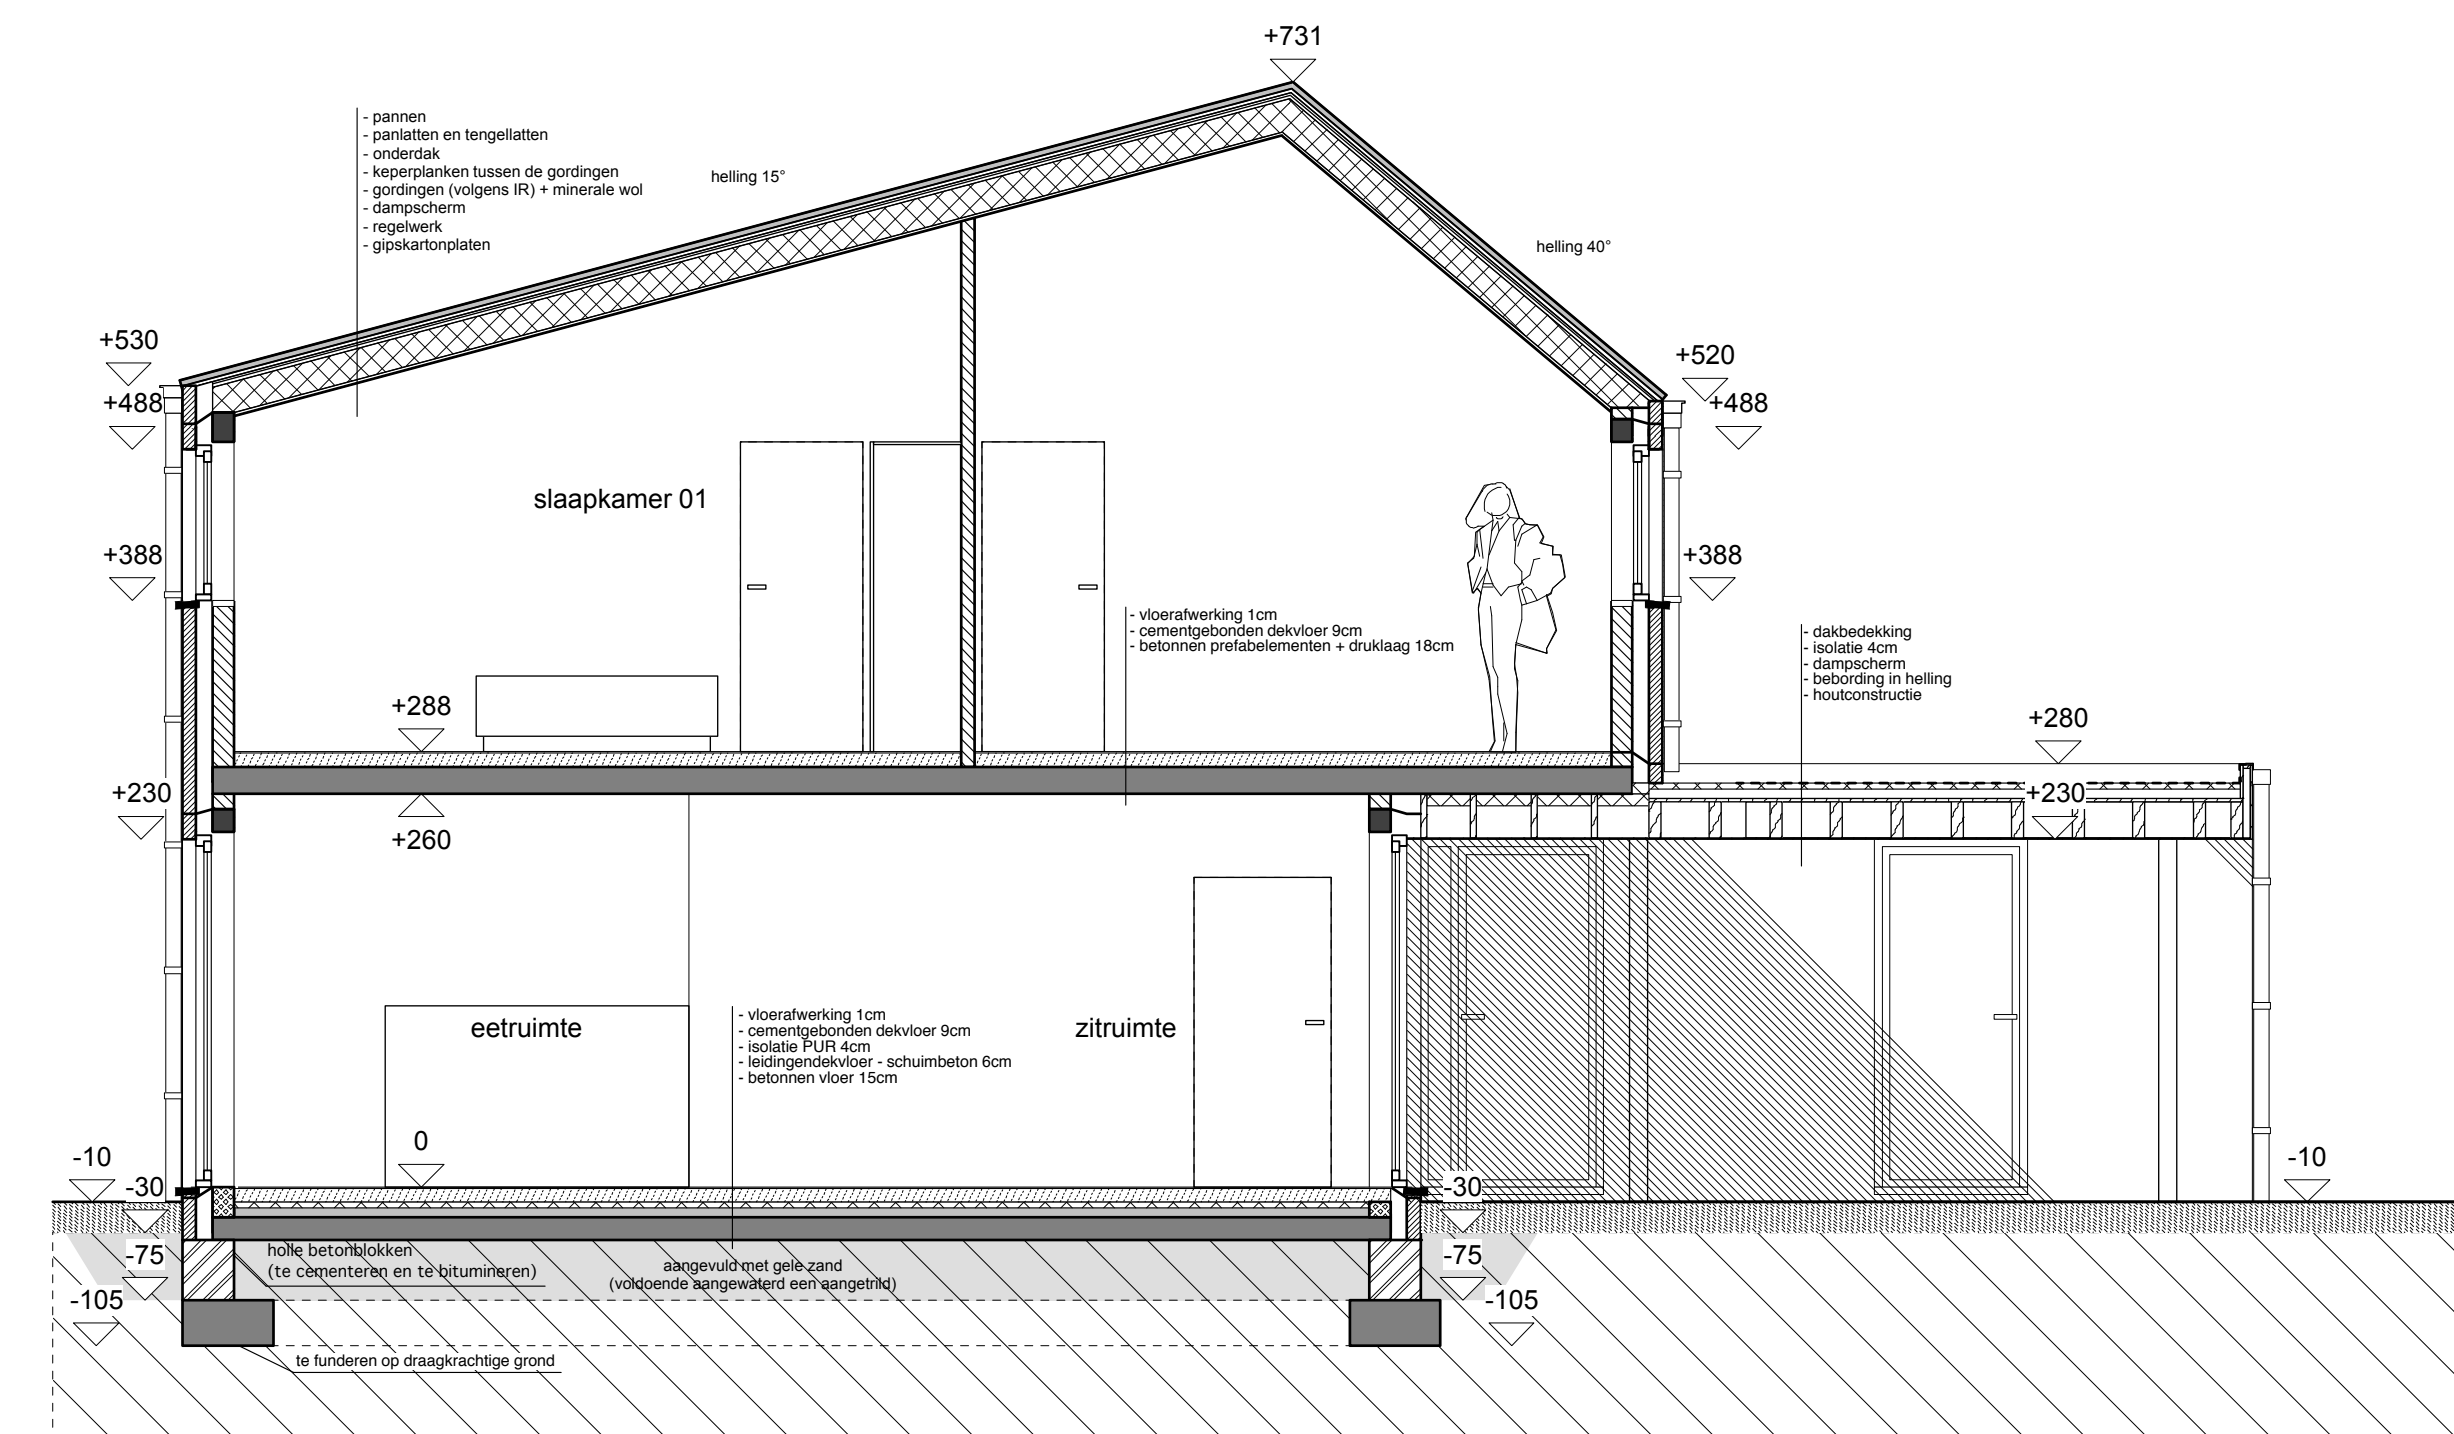 +731
- pannen
- panlatten en tengellatten
- onderdak
- keperplanken tussen de gordingen
- gordingen (volgens IR) + minerale wol
- dampscherm
- regelwerk
- gipskartonplaten
helling 15°
helling 40°
+530
+488
+520
+488
slaapkamer 01
+388
+388
- vloerafwerking 1cm
- cementgebonden dekvloer 9cm
- betonnen prefabelementen + druklaag 18cm
- dakbedekking
- isolatie 4cm
- dampscherm
- bebording in helling
- houtconstructie
+288
+280
+230
+230
+260
eetruimte
- vloerafwerking 1cm
- cementgebonden dekvloer 9cm
- isolatie PUR 4cm
- leidingendekvloer - schuimbeton 6cm
- betonnen vloer 15cm
zitruimte
0
-10
-30
-30
-10
-75
holle betonblokken
(te cementeren en te bitumineren)
aangevuld met gele zand
(voldoende aangewaterd een aangetrild)
-75
-105
-105
te funderen op draagkrachtige grond